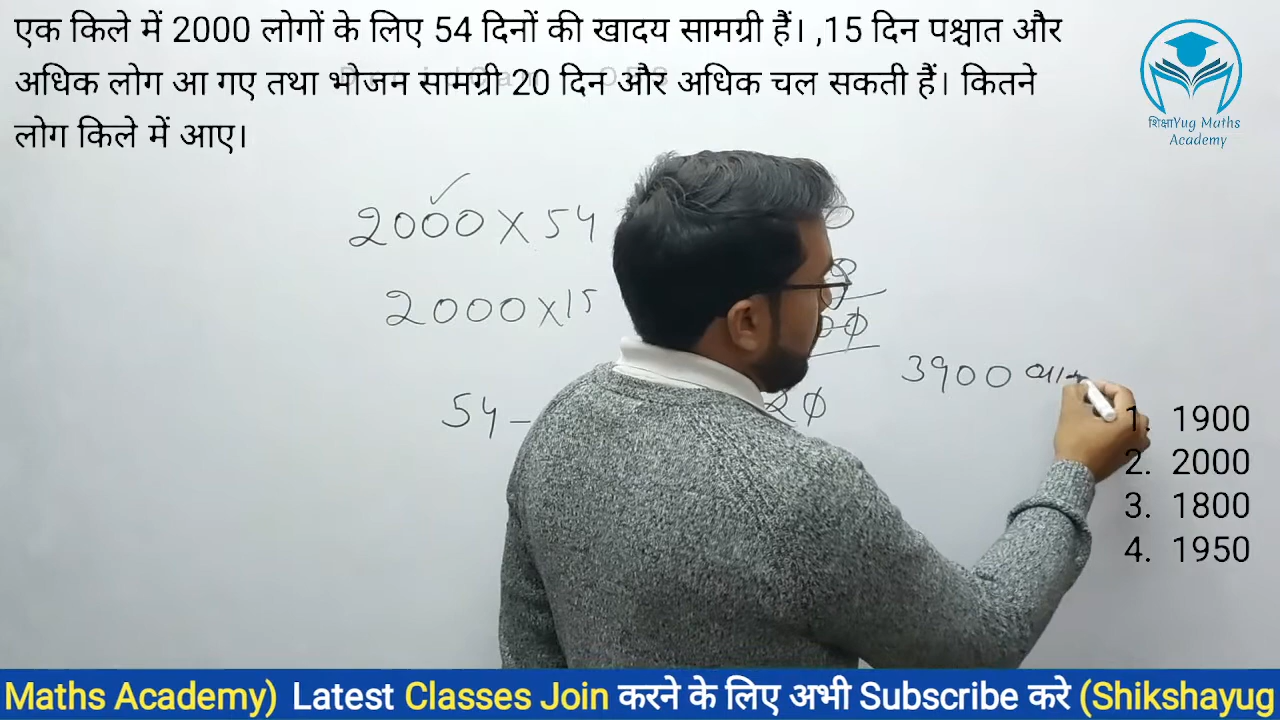 एक किले में 2000 लोगों के लिए 54 दिनों की खादय सामग्री हैं। ,15 दिन पश्चात और
अधिक लोग आ गए तथा भोजन सामग्री 20 दिन और अधिक चल सकती हैं। कितने
लोग किले में आए।
शिक्षाYug Maths
Academy
2000 X 54
2000 X 15
54 -
20
3900
1. 1900
2. 2000
3. 1800
4. 1950
Maths Academy) Latest Classes Join करने के लिए अभी Subscribe करे (Shikshayug